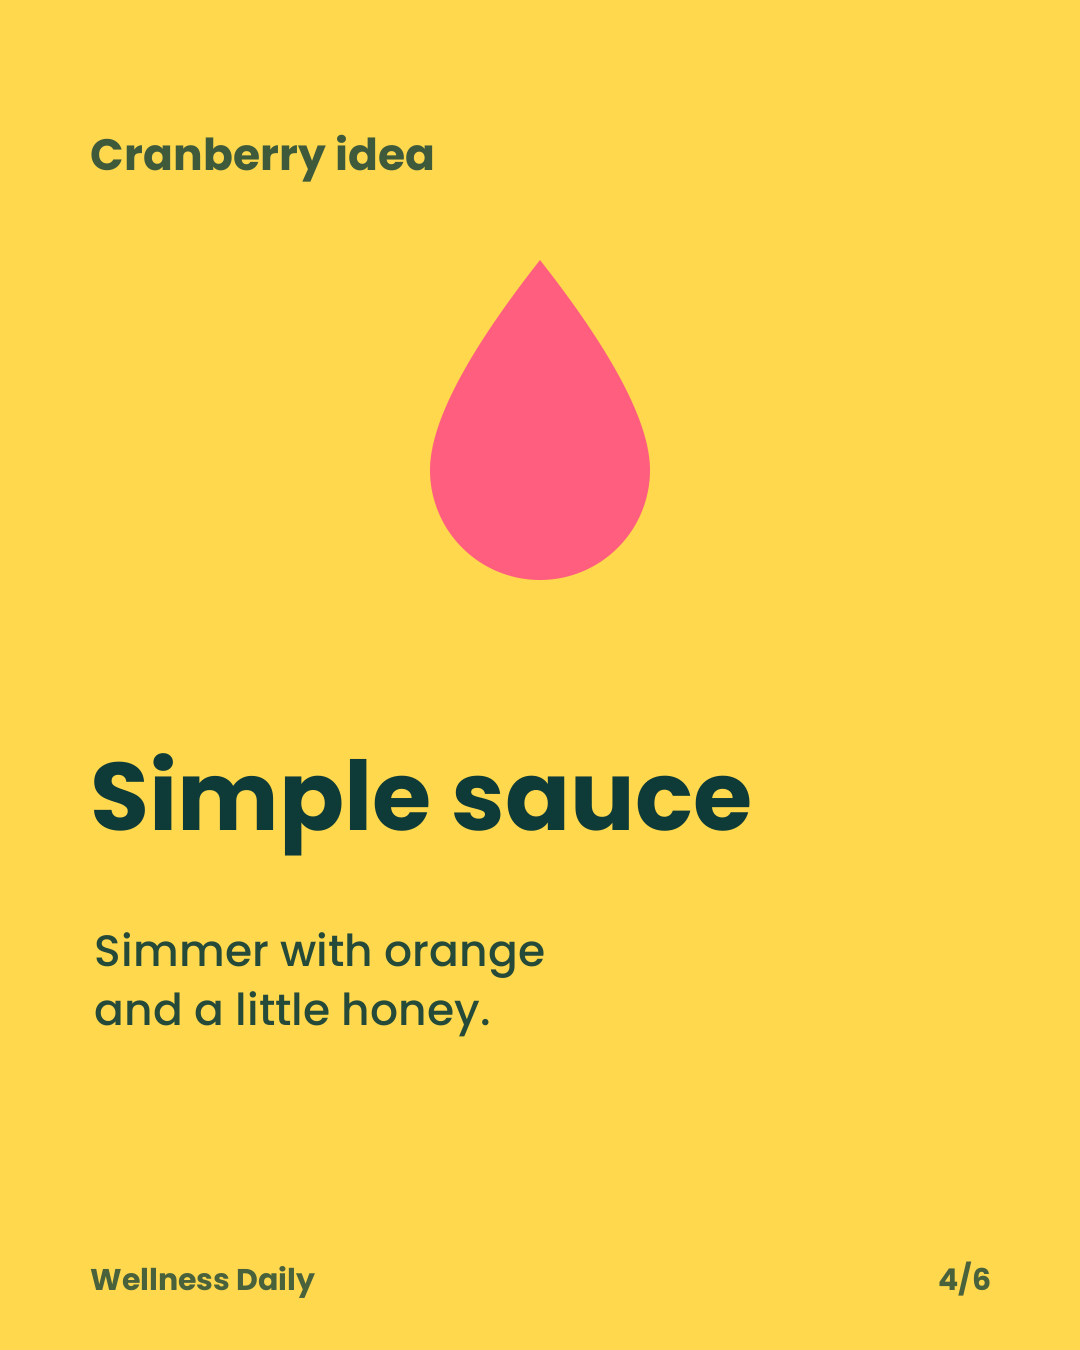 Cranberry idea
Simple sauce
Simmer with orange
and a little honey.
Wellness Daily
4/6